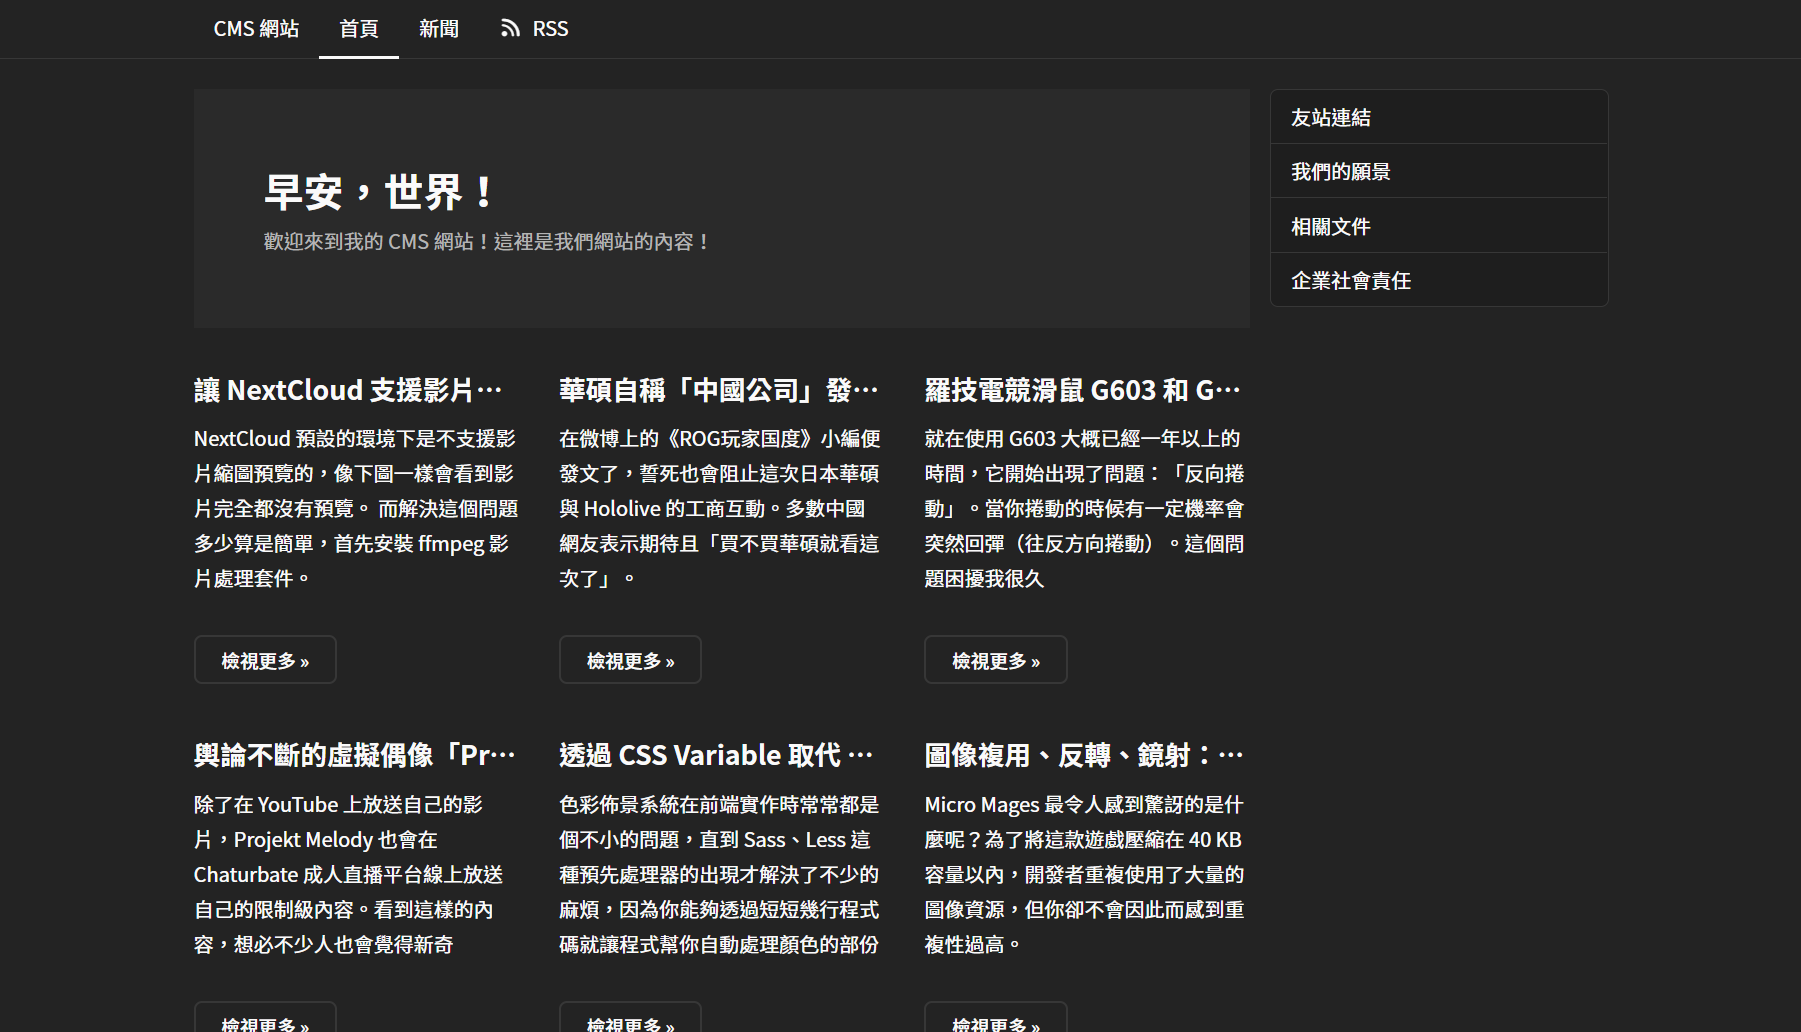 CMS 網站 首頁 新聞 RSS
早安，世界！
歡迎來到我的 CMS 網站！這裡是我們網站的內容！
友站連結
我們的願景
相關文件
企業社會責任
讓 NextCloud 支援影片⋯
NextCloud 預設的環境下是不支援影
片縮圖預覽的，像下圖一樣會看到影
片完全都沒有預覽。 而解決這個問題
多少算是簡單，首先安裝 ffmpeg 影
片處理套件。
檢視更多 »
華碩自稱「中國公司」發⋯
在微博上的《ROG玩家国度》小編便
發文了，誓死也會阻止這次日本華碩
與 Hololive 的工商互動。多數中國
網友表示期待且「買不買華碩就看這
次了」。
檢視更多 »
羅技電競滑鼠 G603 和 G⋯
就在使用 G603 大概已經一年以上的
時間，它開始出現了問題：「反向捲
動」。當你捲動的時候有一定機率會
突然回彈（往反方向捲動）。這個問
題困擾我很久
檢視更多 »
輿論不斷的虛擬偶像「Pr⋯
除了在 YouTube 上放送自己的影
片，Projekt Melody 也會在
Chaturbate 成人直播平台線上放送
自己的限制級內容。看到這樣的內
容，想必不少人也會覺得新奇
檢視更多 »
透過 CSS Variable 取代 ⋯
色彩佈景系統在前端實作時常常都是
個不小的問題，直到 Sass、Less 這
種預先處理器的出現才解決了不少的
麻煩，因為你能夠透過短短幾行程式
碼就讓程式幫你自動處理顏色的部份
檢視更多 »
圖像複用、反轉、鏡射：⋯
Micro Mages 最令人感到驚訝的是什
麼呢？為了將這款遊戲壓縮在 40 KB
容量以內，開發者重複使用了大量的
圖像資源，但你卻不會因此而感到重
複性過高。
檢視更多 »